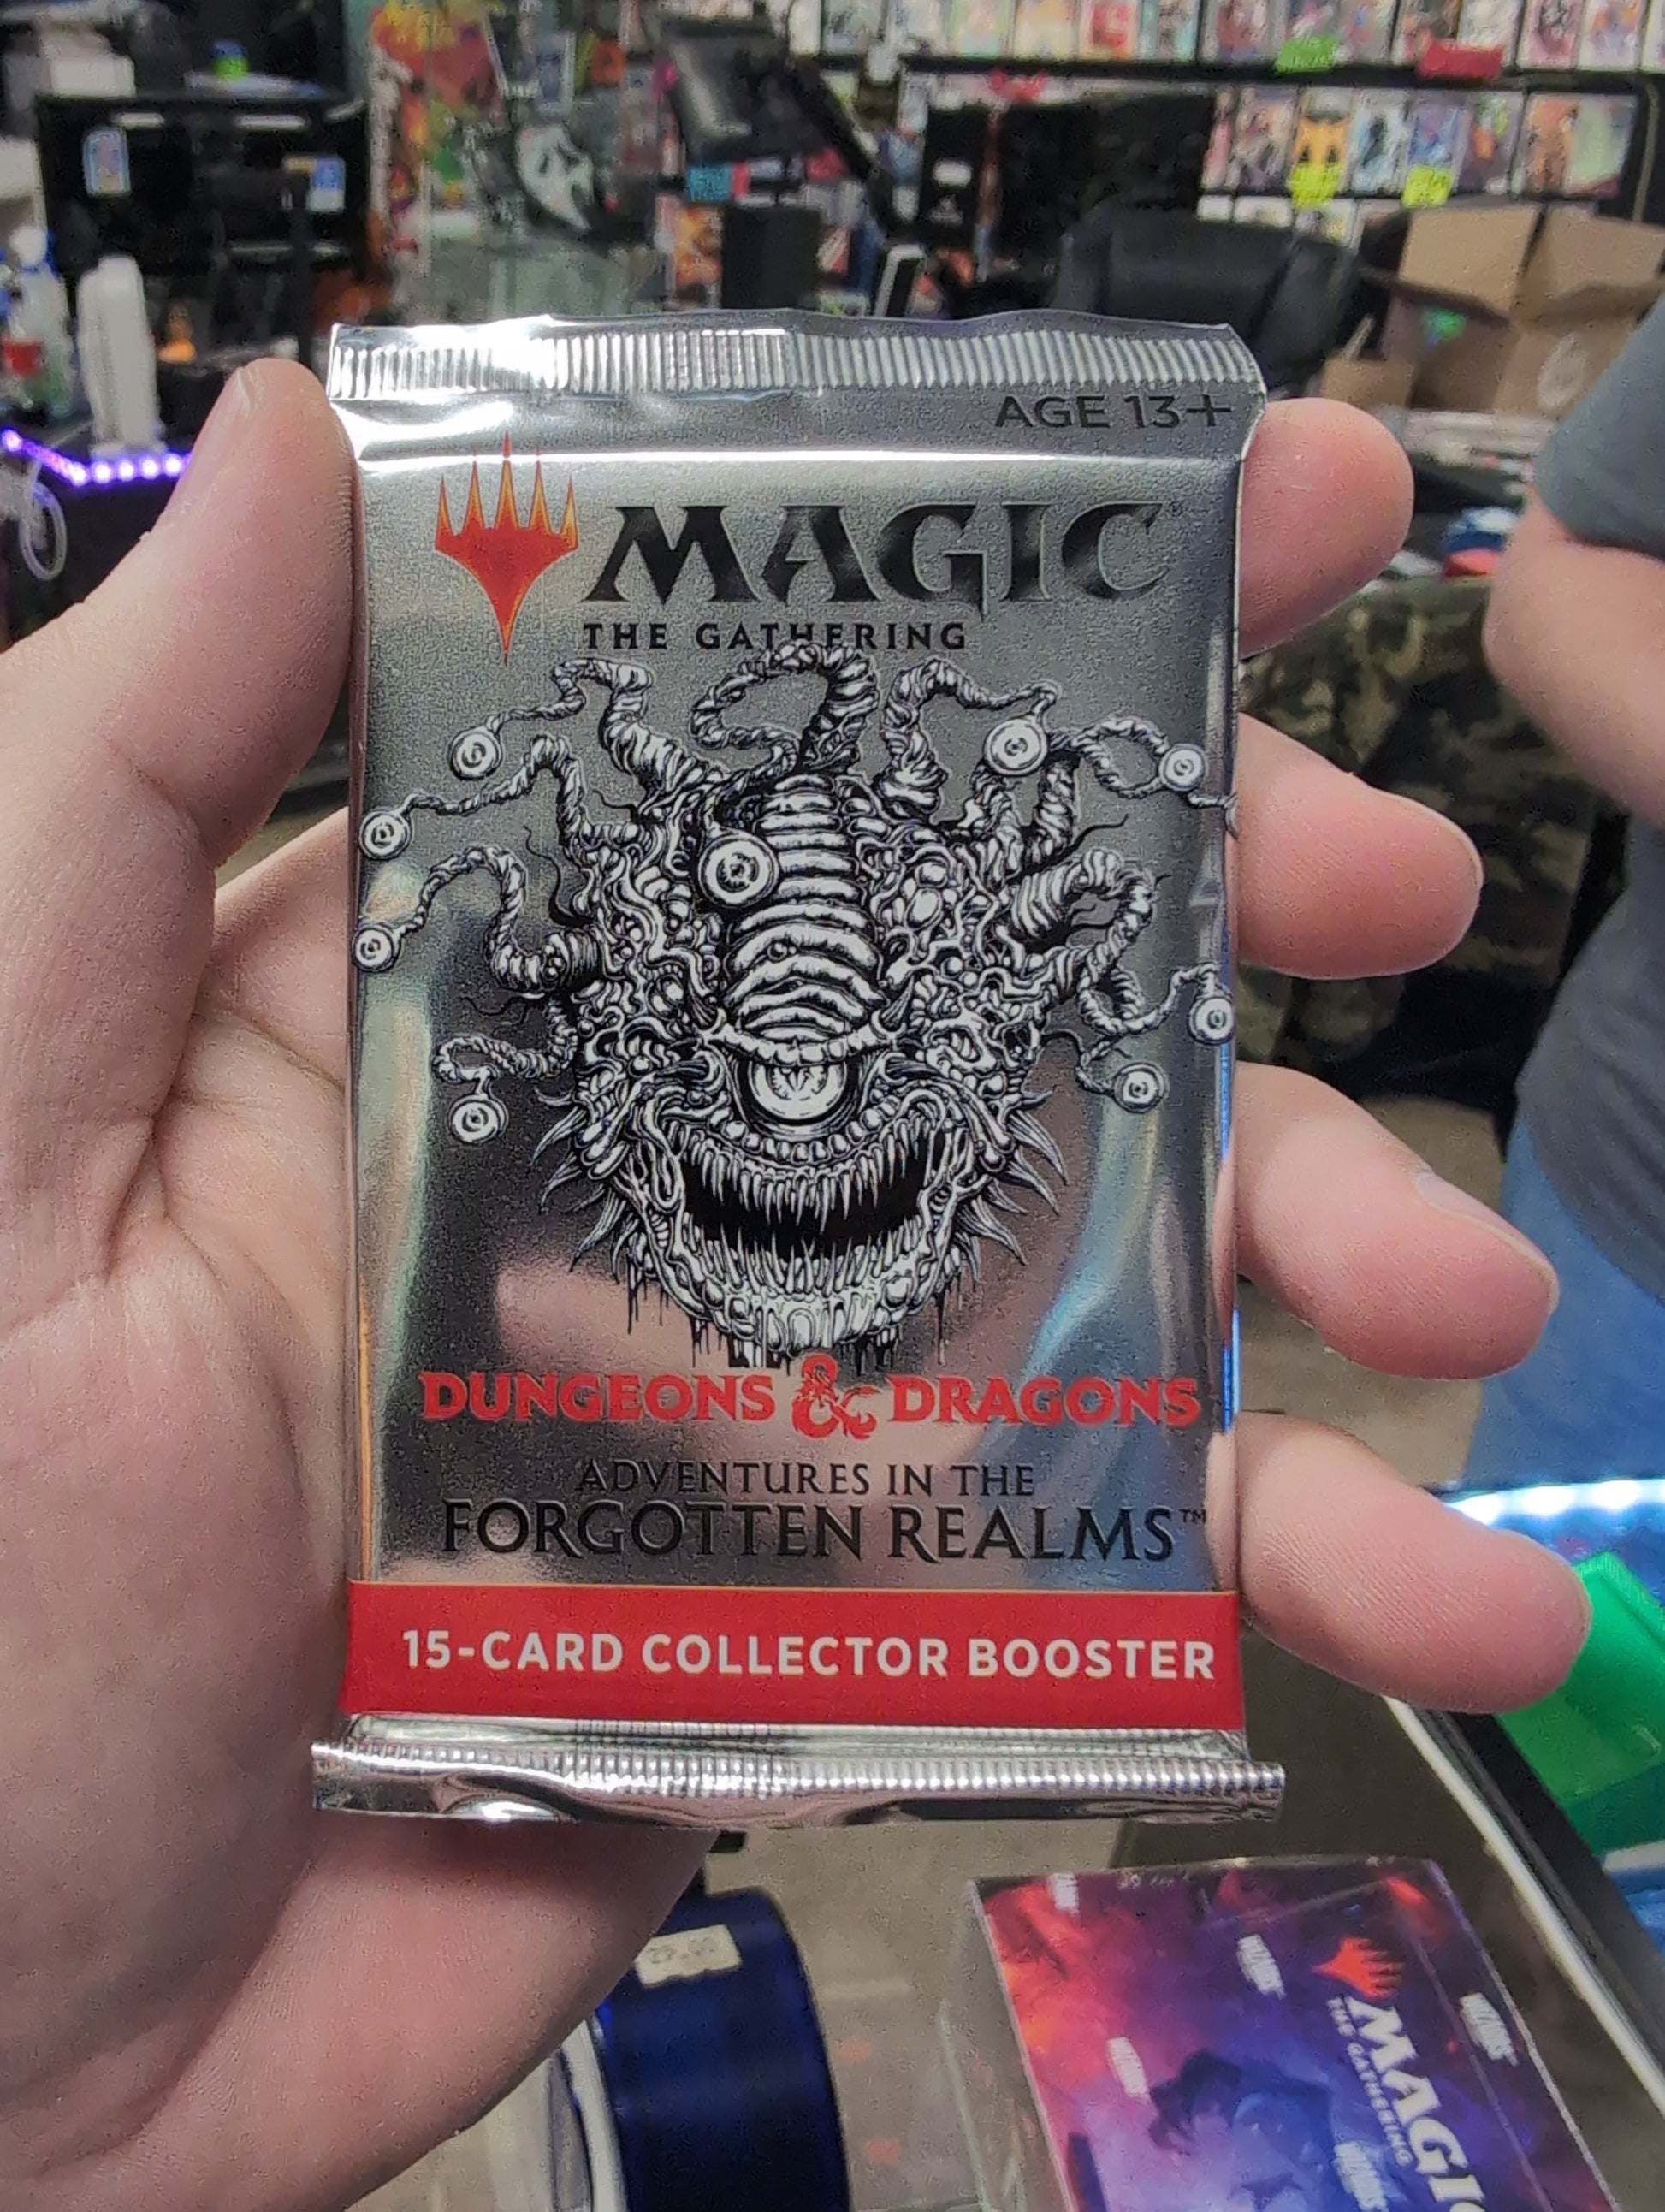 AGE 13+
MAGIC®
THE GATHERING
DUNGEONS & DRAGONS
ADVENTURES IN THE
FORGOTTEN REALMS™
15-CARD COLLECTOR BOOSTER
MAGIC
THE GATHERING